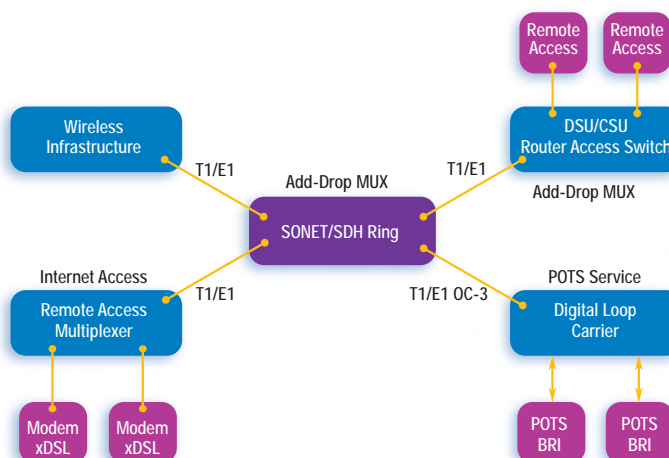 Remote
Access
Remote
Access
Wireless
Infrastructure
DSU/CSU
Router Access Switch
T1/E1
T1/E1
Add-Drop MUX
Add-Drop MUX
SONET/SDH Ring
Internet Access
POTS Service
T1/E1
T1/E1 OC-3
Remote Access
Multiplexer
Digital Loop
Carrier
Modem
xDSL
Modem
xDSL
POTS
BRI
POTS
BRI